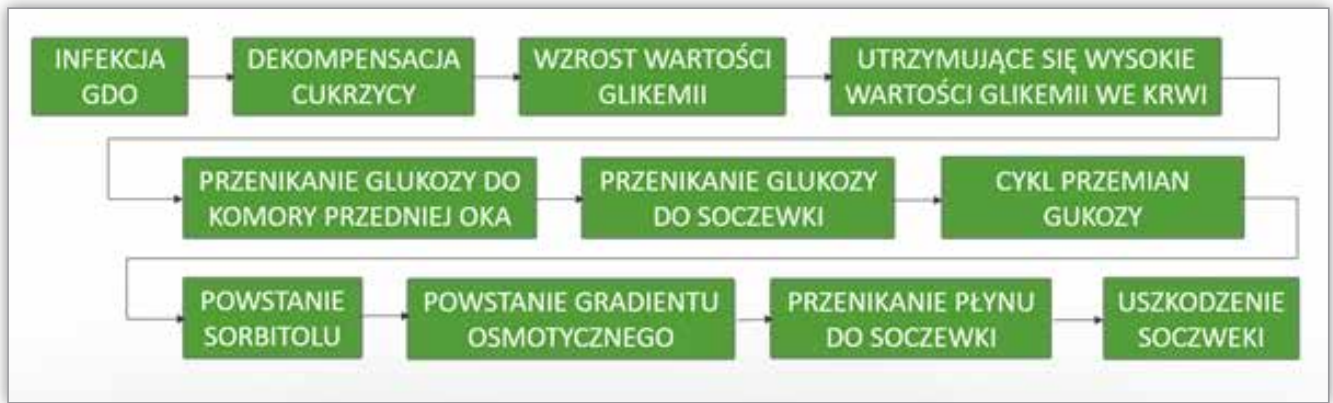 INFEKCJA
GDO
DEKOMPENSACJA
CUKRZYCY
WZROST WARTOŚCI
GLIKEMII
UTRZYMUJĄCE SIĘ WYSOKIE
WARTOŚCI GLIKEMII WE KRWI
PRZENIKANIE GLUKOZY DO
KOMORY PRZEDNIEJ OKA
PRZENIKANIE GLUKOZY
DO SOCZEWKI
CYKL PRZEMIAN
GUKOZY
POWSTANIE
SORBITOLU
POWSTANIE GRADIENTU
OSMOTYCZNEGO
PRZENIKANIE PŁYNU
DO SOCZEWKI
USZKODZENIE
SOCZWEKI